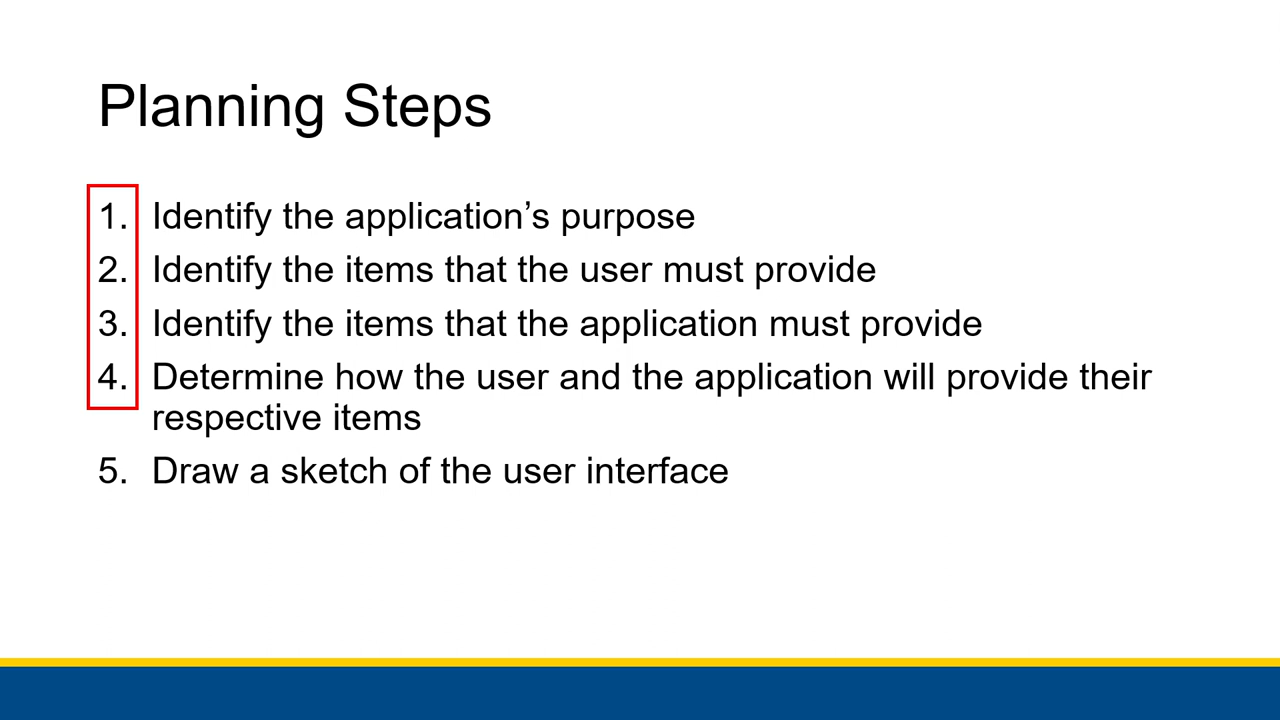 Planning Steps
1. Identify the application’s purpose
2. Identify the items that the user must provide
3. Identify the items that the application must provide
4. Determine how the user and the application will provide their
respective items
5. Draw a sketch of the user interface